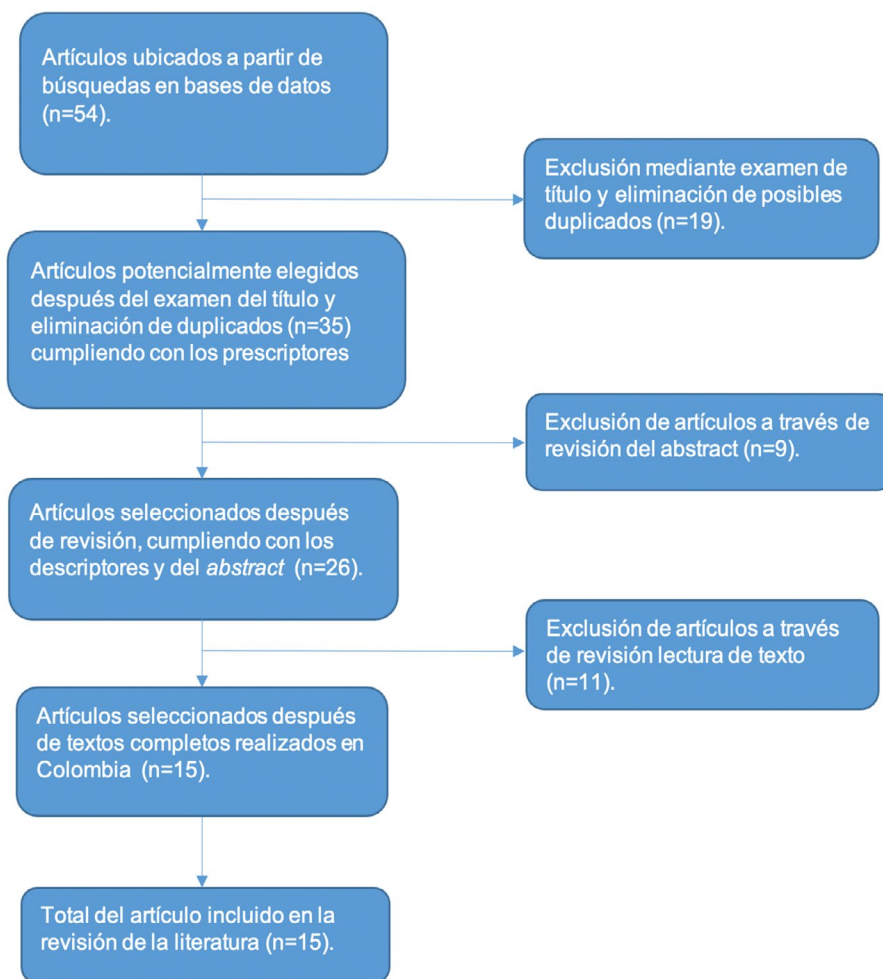 Artículos ubicados a partir de
búsquedas en bases de datos
(n=54).
Exclusión mediante examen de
título y eliminación de posibles
duplicados (n=19).
Artículos potencialmente elegidos
después del examen del título y
eliminación de duplicados (n=35)
cumpliendo con los prescriptores
Exclusión de artículos a través de
revisión del abstract (n=9).
Artículos seleccionados después
de revisión, cumpliendo con los
descriptores y del abstract (n=26).
Exclusión de artículos a través
de revisión lectura de texto
(n=11).
Artículos seleccionados después
de textos completos realizados en
Colombia (n=15).
Total del artículo incluido en la
revisión de la literatura (n=15).